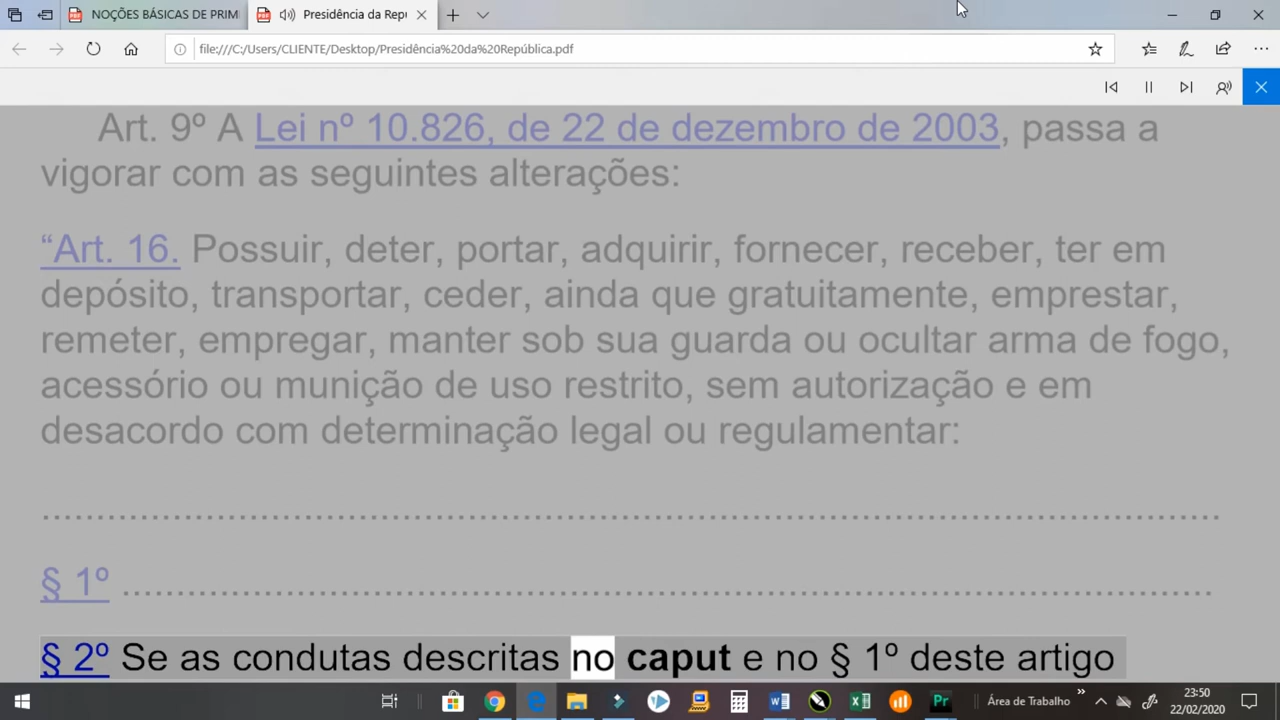 NOÇÕES BÁSICAS DE PRIM
Presidência da Repú
file:///C:/Users/CLIENTE/Desktop/Presidência%20da%20República.pdf
Art. 9º A Lei nº 10.826, de 22 de dezembro de 2003, passa a
vigorar com as seguintes alterações:
“Art. 16. Possuir, deter, portar, adquirir, fornecer, receber, ter em
depósito, transportar, ceder, ainda que gratuitamente, emprestar,
remeter, empregar, manter sob sua guarda ou ocultar arma de fogo,
acessório ou munição de uso restrito, sem autorização e em
desacordo com determinação legal ou regulamentar:
..........................................................................................
§ 1º ....................................................................................
§ 2º Se as condutas descritas no caput e no § 1º deste artigo
Área de Trabalho
23:50
22/02/2020